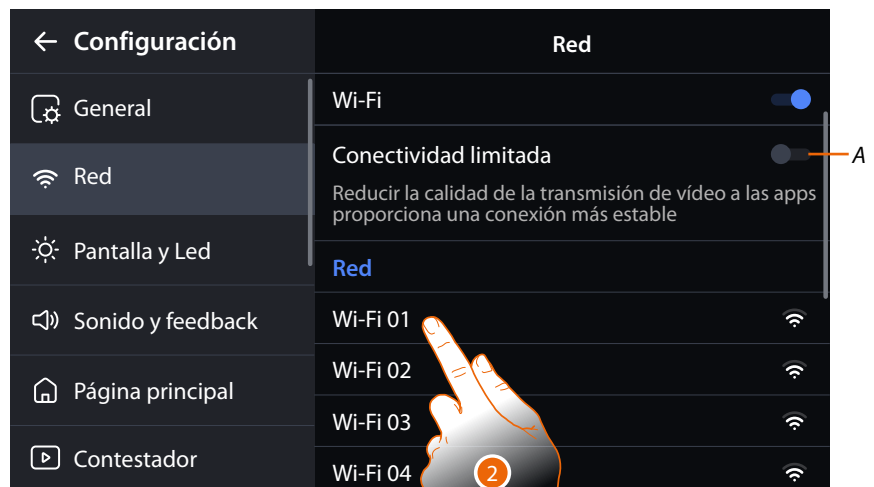 Configuración
General
Red
Pantalla y Led
Sonido y feedback
Página principal
Contestador
Red
Wi-Fi
Conectividad limitada
A
Reducir la calidad de la transmisión de vídeo a las apps
proporciona una conexión más estable
Red
Wi-Fi 01
Wi-Fi 02
Wi-Fi 03
Wi-Fi 04
2